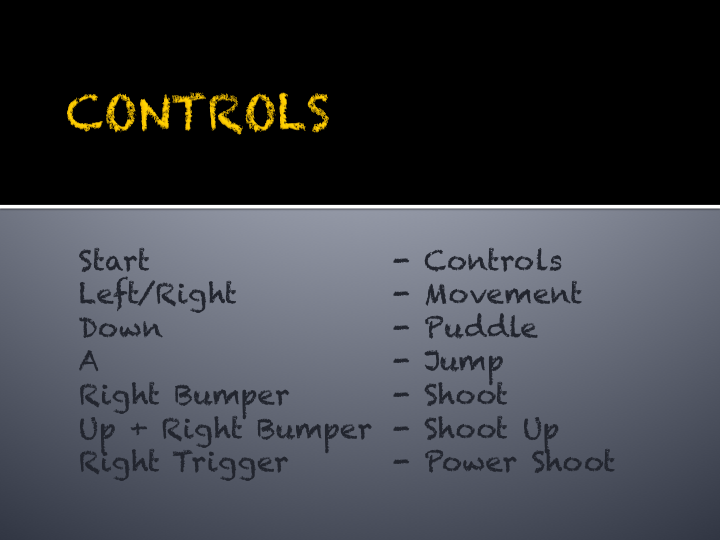 CONTROLS
Start - Controls
Left/Right - Movement
Down - Puddle
A - Jump
Right Bumper - Shoot
Up + Right Bumper - Shoot Up
Right Trigger - Power Shoot